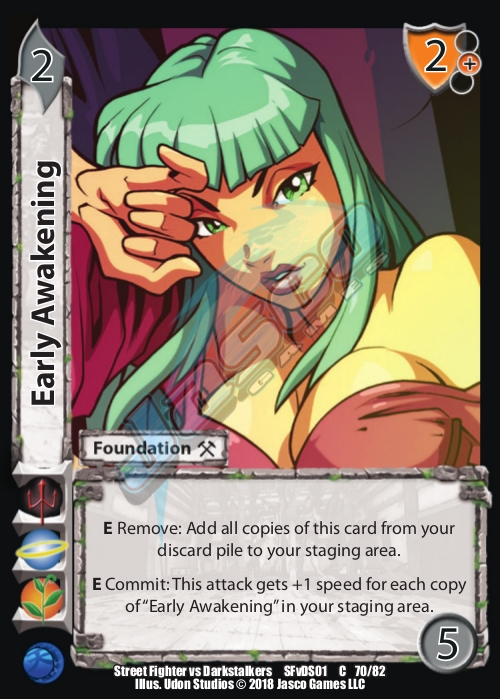 2
2
+
Early Awakening
JASCO
GAMES
Foundation
E Remove: Add all copies of this card from your
discard pile to your staging area.
E Commit: This attack gets +1 speed for each copy
of “Early Awakening” in your staging area.
5
Street Fighter vs Darkstalkers SFvDS01 C 70/82
Illus. Udon Studios © 2018 Jasco Games LLC